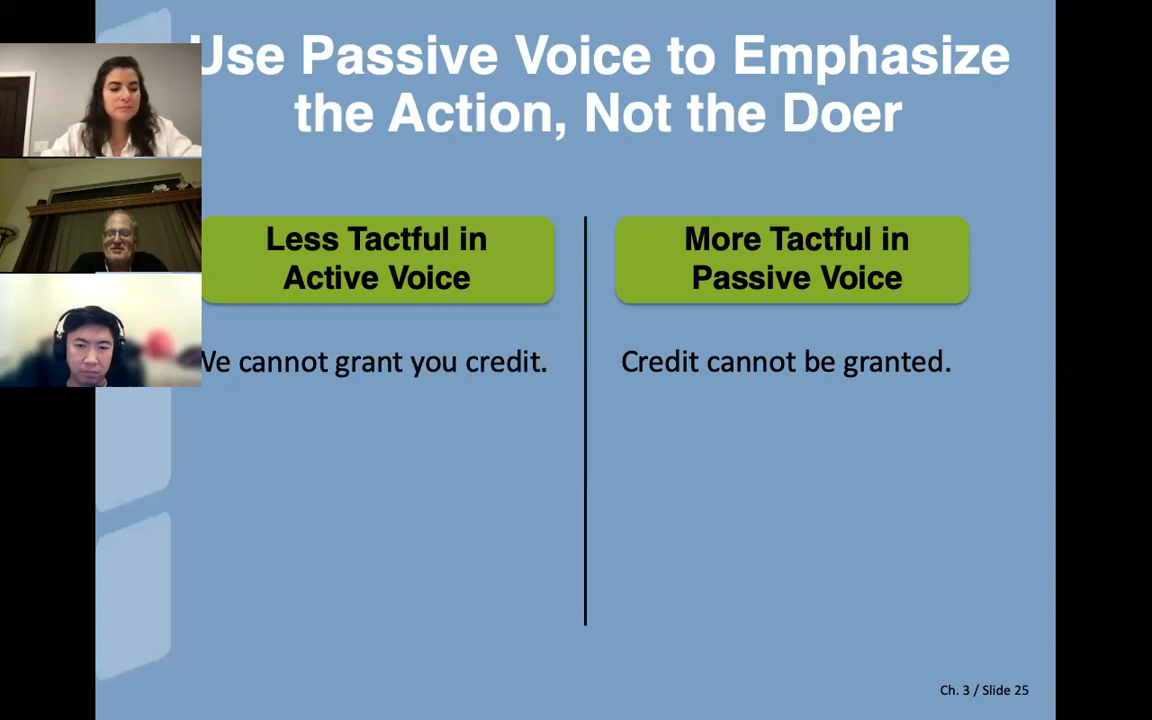 Use Passive Voice to Emphasize
the Action, Not the Doer
Less Tactful in
Active Voice
More Tactful in
Passive Voice
We cannot grant you credit.
Credit cannot be granted.
Ch. 3 / Slide 25